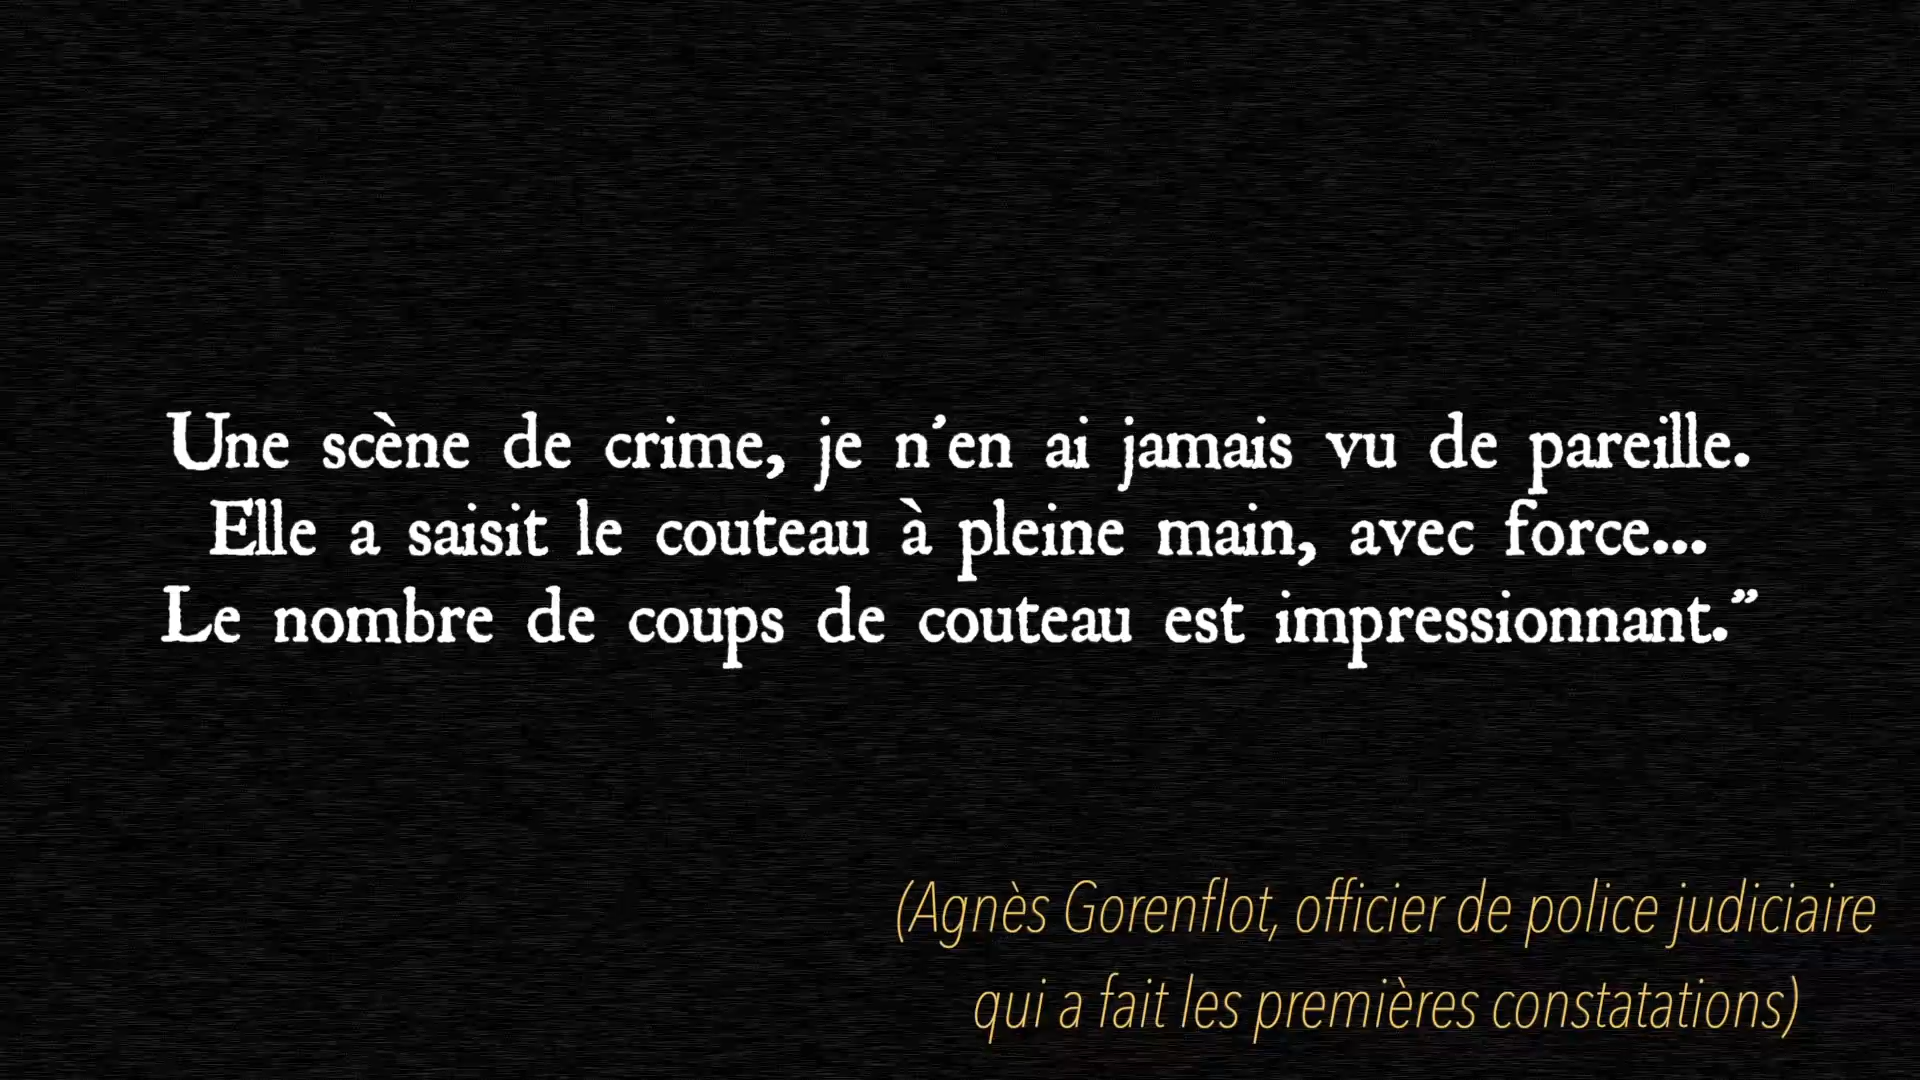 Une scène de crime, je n'en ai jamais vu de pareille.
Elle a saisit le couteau à pleine main, avec force...
Le nombre de coups de couteau est impressionnant.”
(Agnès Gorenflot, officier de police judiciaire
qui a fait les premières constatations)